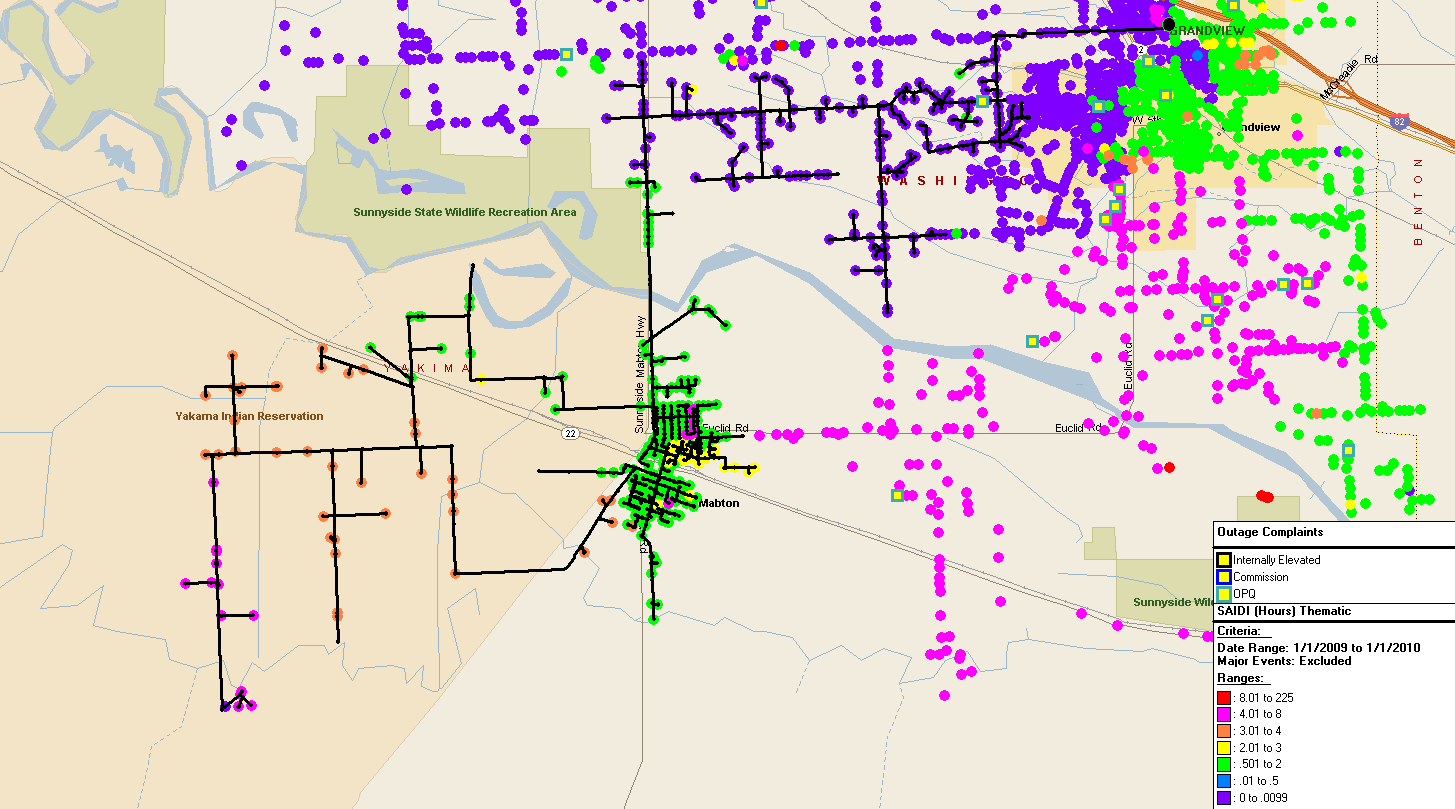 GRANDVIEW
2
McCreadie Rd
W 4th
ndview
82
WASHI
BENTON
Sunnyside State Wildlife Recreation Area
Sunnyside Mabton Hwy
Euclid Rd
YAKIMA
Yakama Indian Reservation
22
Euclid Rd
Euclid Rd
Mabton
Rd
Sunnyside Wil
Outage Complaints
Internally Elevated
Commission
OPQ
SAIDI (Hours) Thematic
Criteria:
Date Range: 1/1/2009 to 1/1/2010
Major Events: Excluded
Ranges:
: 8.01 to 225
: 4.01 to 8
: 3.01 to 4
: 2.01 to 3
: .501 to 2
: .01 to .5
: 0 to .0099